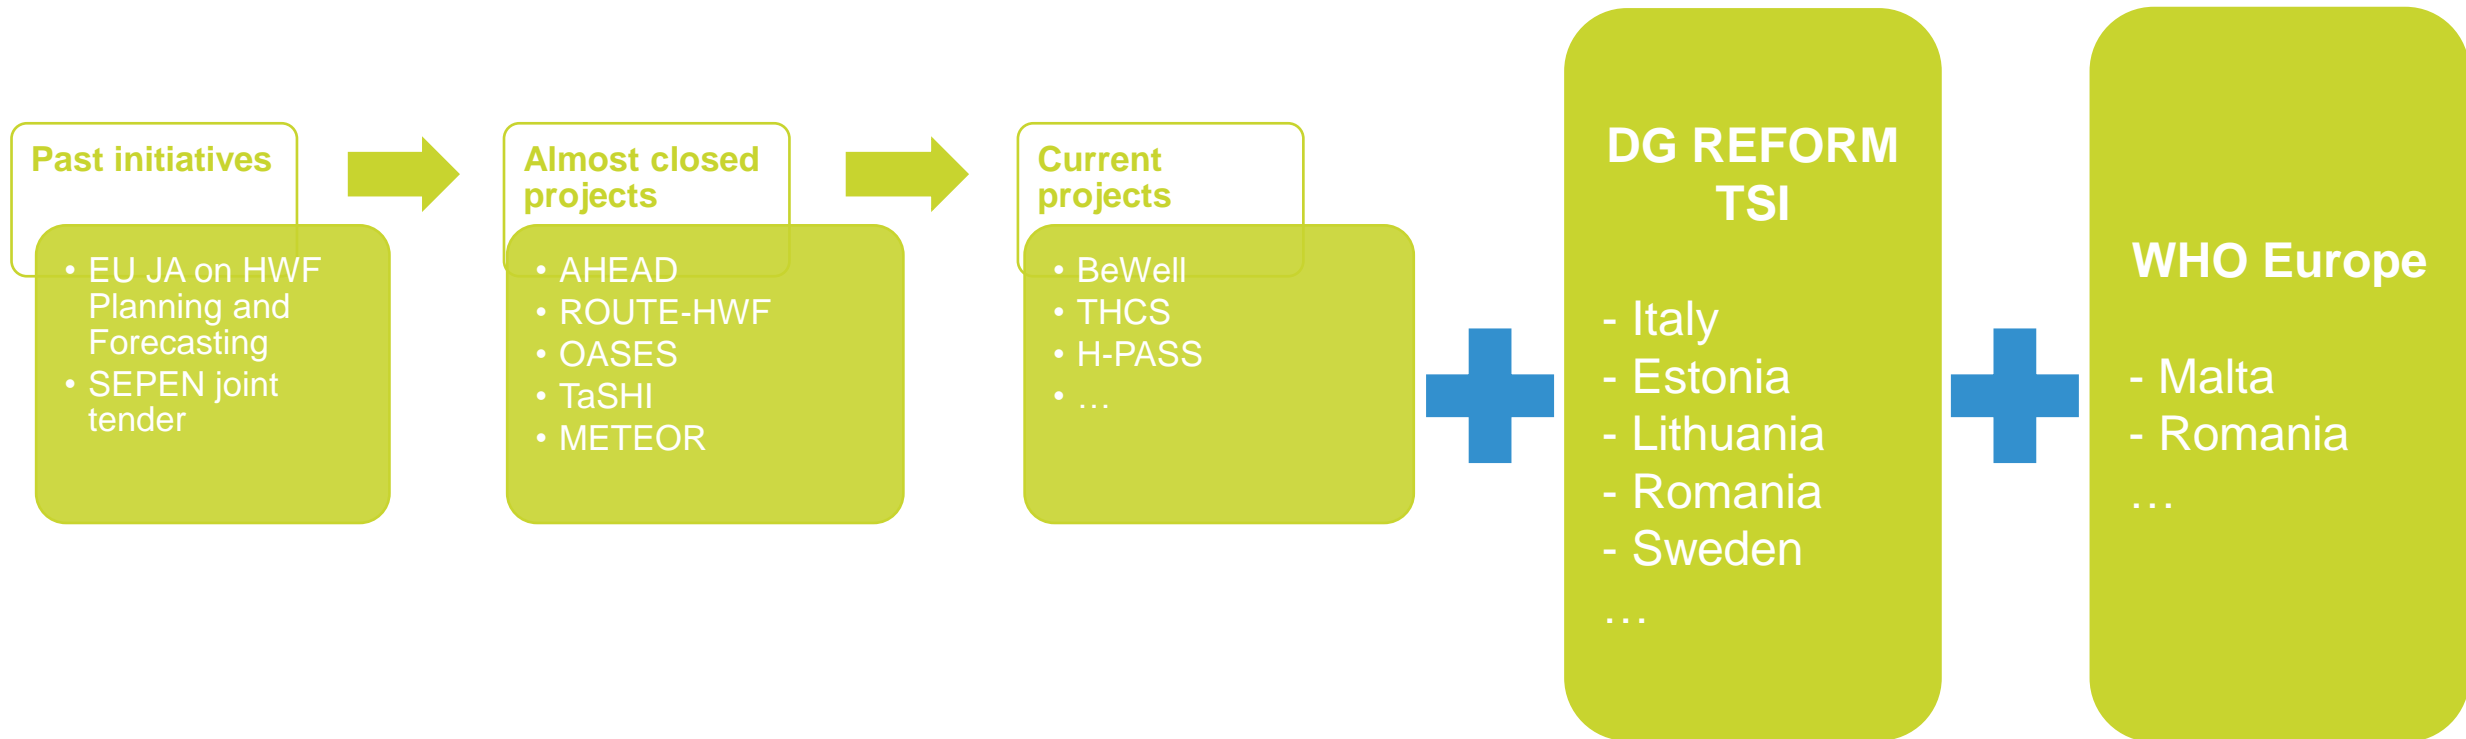 Past initiatives
• EU JA on HWF
Planning and
Forecasting
• SEPEN joint
tender
Almost closed
projects
• AHEAD
• ROUTE-HWF
• OASES
• TaSHI
• METEOR
Current
projects
• BeWell
• THCS
• H-PASS
• …
DG REFORM
TSI
- Italy
- Estonia
- Lithuania
- Romania
- Sweden
…
WHO Europe
- Malta
- Romania
…